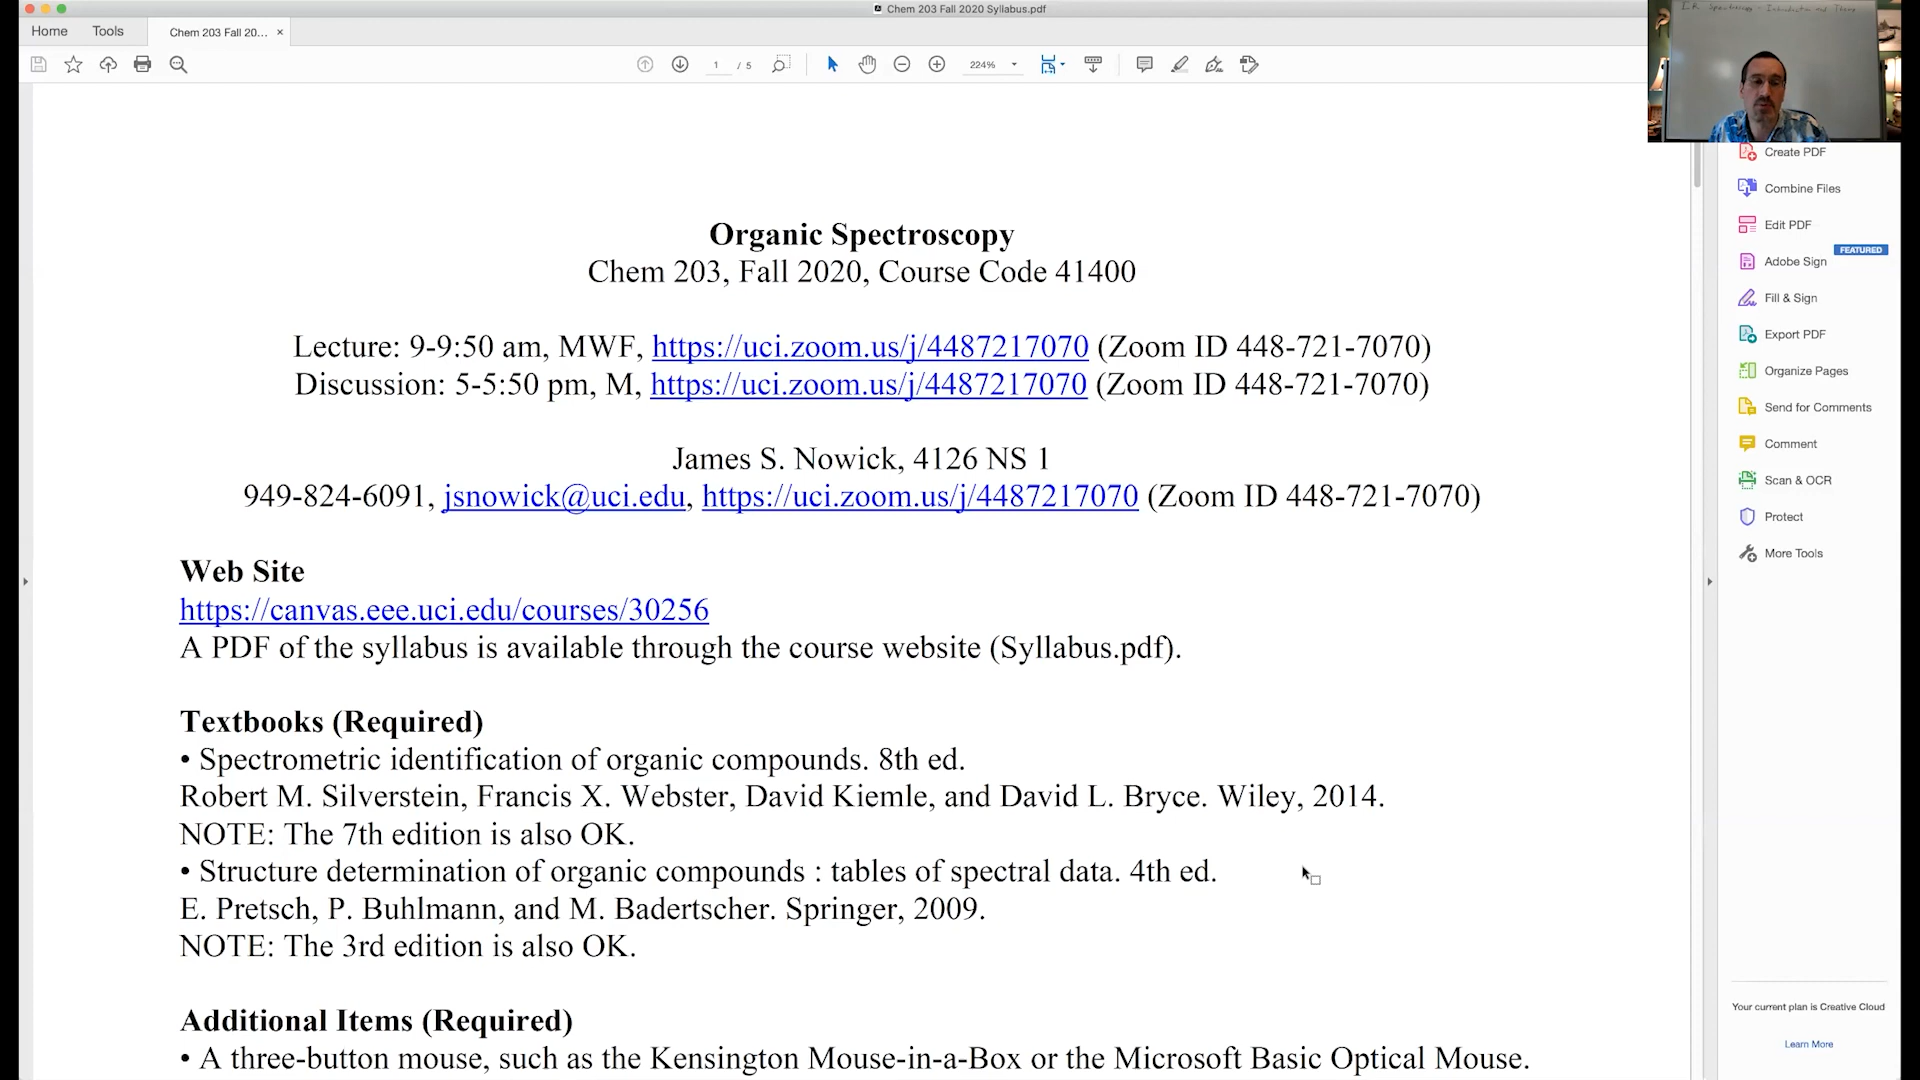 Chem 203 Fall 2020 Syllabus.pdf
Home Tools Chem 203 Fall 20... ×
1 / 5 224%
IR Spectroscopy - Introduction and Theory
Create PDF
Combine Files
Edit PDF
FEATURED
Adobe Sign
Fill & Sign
Export PDF
Organize Pages
Send for Comments
Comment
Scan & OCR
Protect
More Tools
Organic Spectroscopy
Chem 203, Fall 2020, Course Code 41400
Lecture: 9-9:50 am, MWF, https://uci.zoom.us/j/4487217070 (Zoom ID 448-721-7070)
Discussion: 5-5:50 pm, M, https://uci.zoom.us/j/4487217070 (Zoom ID 448-721-7070)
James S. Nowick, 4126 NS 1
949-824-6091, jsnowick@uci.edu, https://uci.zoom.us/j/4487217070 (Zoom ID 448-721-7070)
Web Site
https://canvas.eee.uci.edu/courses/30256
A PDF of the syllabus is available through the course website (Syllabus.pdf).
Textbooks (Required)
• Spectrometric identification of organic compounds. 8th ed.
Robert M. Silverstein, Francis X. Webster, David Kiemle, and David L. Bryce. Wiley, 2014.
NOTE: The 7th edition is also OK.
• Structure determination of organic compounds : tables of spectral data. 4th ed.
E. Pretsch, P. Buhlmann, and M. Badertscher. Springer, 2009.
NOTE: The 3rd edition is also OK.
Additional Items (Required)
• A three-button mouse, such as the Kensington Mouse-in-a-Box or the Microsoft Basic Optical Mouse.
Your current plan is Creative Cloud
Learn More